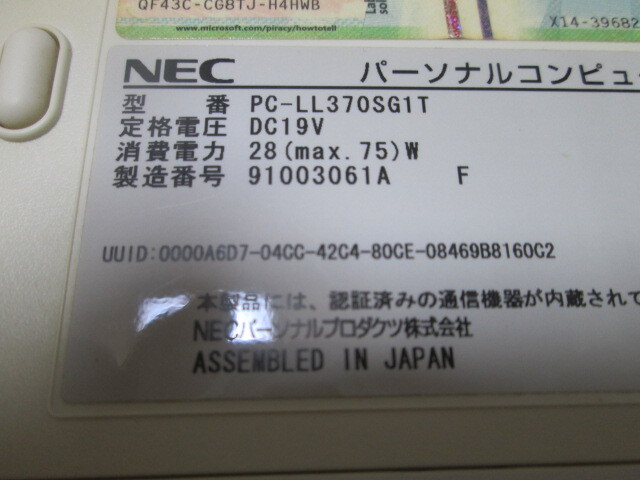 QF43C-CG8TJ-H4HWB
www.microsoft.com/piracy/howtotell
X14-39682
NEC パーソナルコンピュ
型 番 PC-LL370SG1T
定格電圧 DC19V
消費電力 28(max.75)W
製造番号 91003061A F
UUID:0000A6D7-04CC-42C4-80CE-08469B8160C2
本製品には、認証済みの通信機器が内蔵されて
NECパーソナルプロダクツ株式会社
ASSEMBLED IN JAPAN